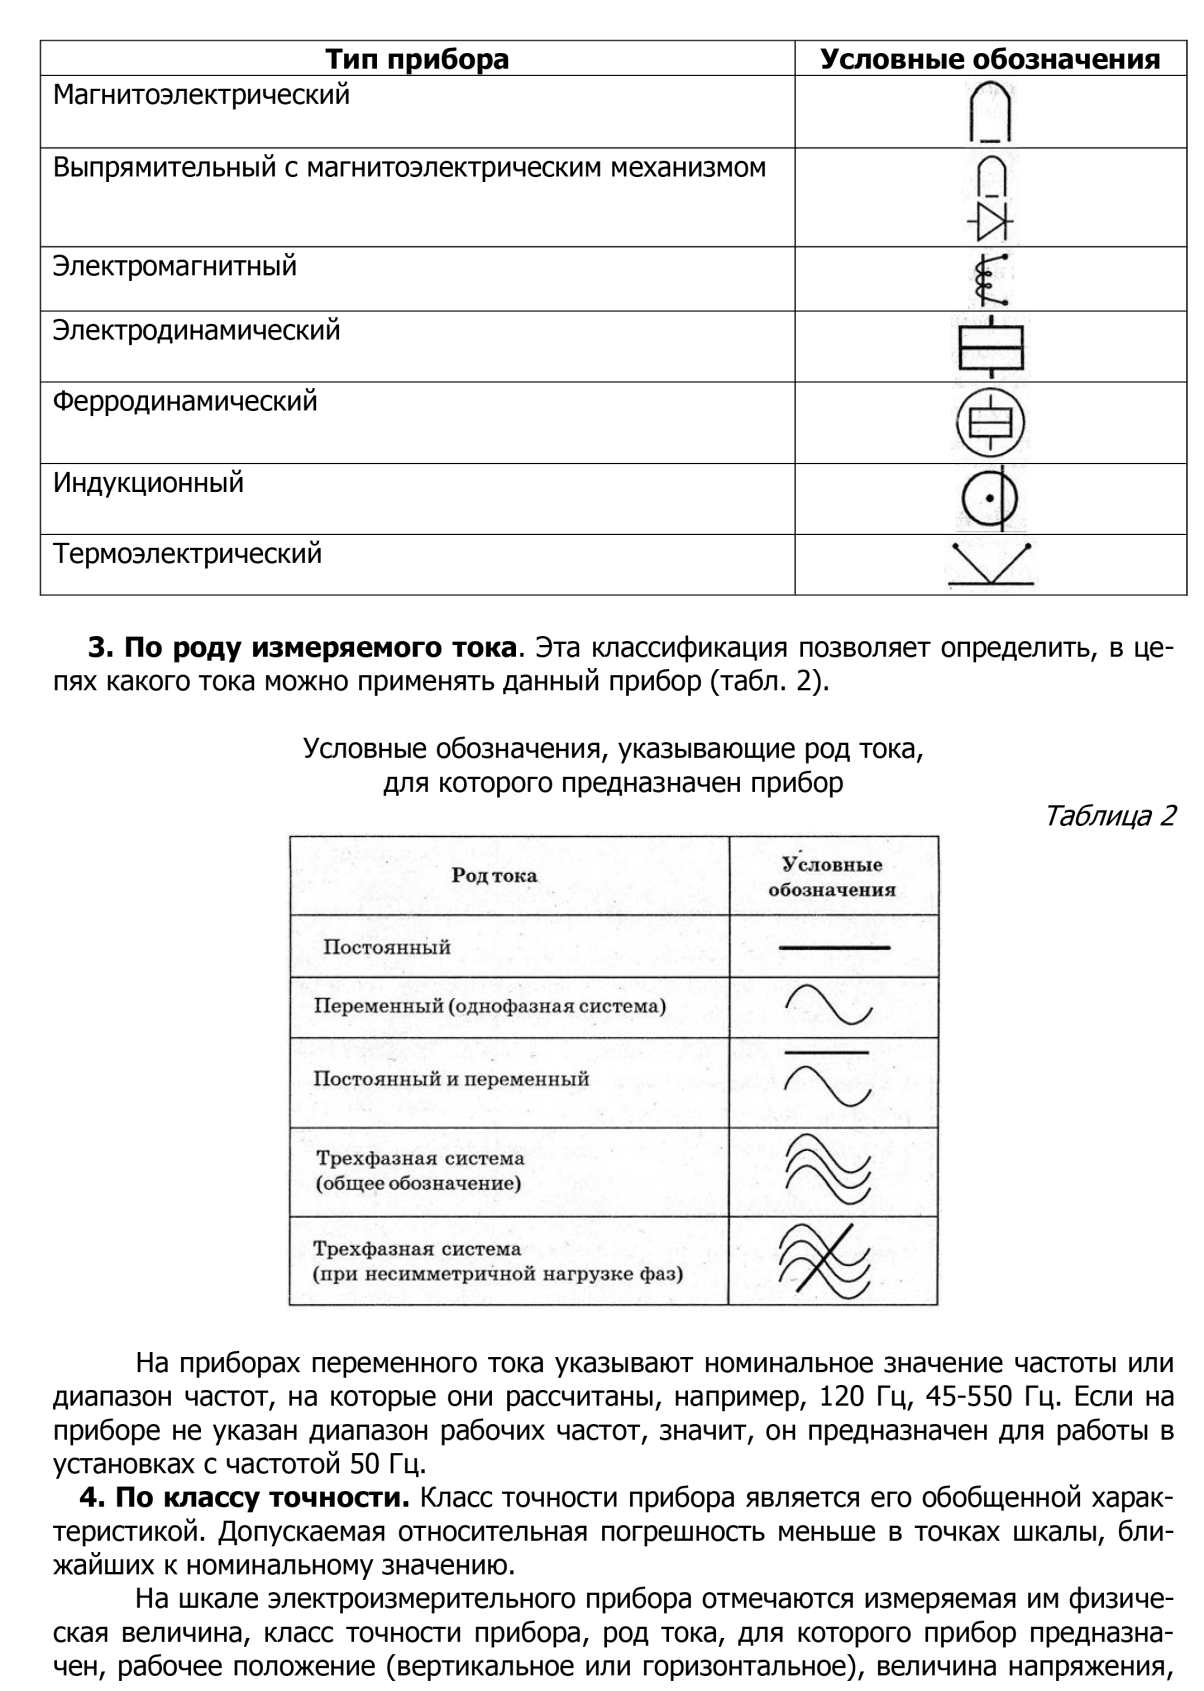 Тип прибора
Условные обозначения
Магнитоэлектрический
Выпрямительный с магнитоэлектрическим механизмом
Электромагнитный
Электродинамический
Ферродинамический
Индукционный
Термоэлектрический
3. По роду измеряемого тока. Эта классификация позволяет определить, в це-
пях какого тока можно применять данный прибор (табл. 2).
Условные обозначения, указывающие род тока,
для которого предназначен прибор
Таблица 2
Род тока
Условные
обозначения
Постоянный
Переменный (однофазная система)
Постоянный и переменный
Трехфазная система
(общее обозначение)
Трехфазная система
(при несимметричной нагрузке фаз)
На приборах переменного тока указывают номинальное значение частоты или
диапазон частот, на которые они рассчитаны, например, 120 Гц, 45-550 Гц. Если на
приборе не указан диапазон рабочих частот, значит, он предназначен для работы в
установках с частотой 50 Гц.
4. По классу точности. Класс точности прибора является его обобщенной харак-
теристикой. Допускаемая относительная погрешность меньше в точках шкалы, бли-
жайших к номинальному значению.
На шкале электроизмерительного прибора отмечаются измеряемая им физиче-
ская величина, класс точности прибора, род тока, для которого прибор предназна-
чен, рабочее положение (вертикальное или горизонтальное), величина напряжения,